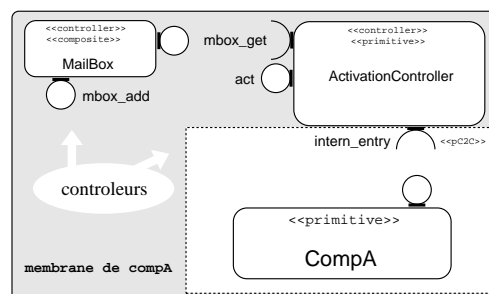 <<controller>>
<<composite>>
MailBox
mbox_add
mbox_get
act
<<controller>>
<<primitive>>
ActivationController
intern_entry
<<pC2C>>
controleurs
<<primitive>>
CompA
membrane de compA